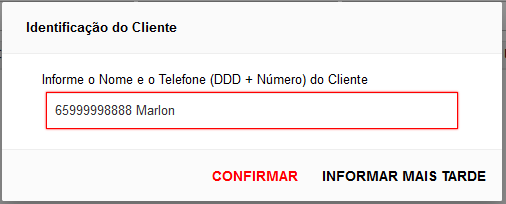 Identificação do Cliente
Informe o Nome e o Telefone (DDD + Número) do Cliente
65999998888 Marlon
CONFIRMAR INFORMAR MAIS TARDE